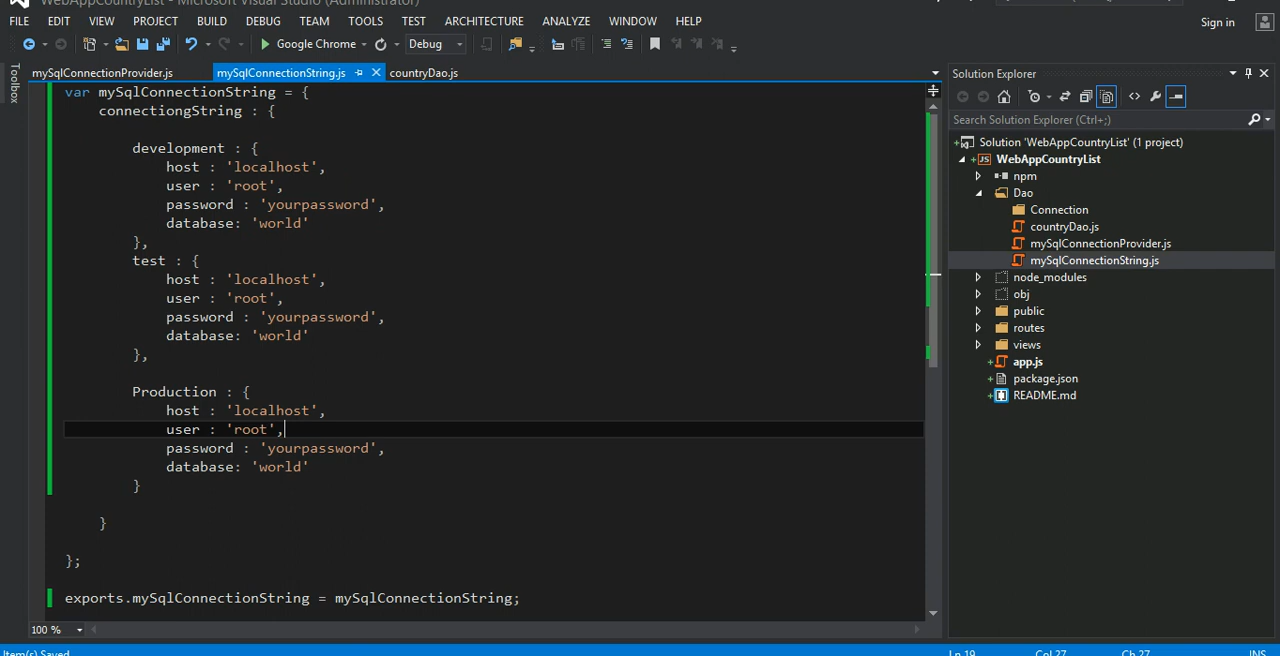 WebAppCountryList - Microsoft Visual Studio (Administrator)
FILE EDIT VIEW PROJECT BUILD DEBUG TEAM TOOLS TEST ARCHITECTURE ANALYZE WINDOW HELP
Sign in
Google Chrome Debug
Toolbox
mySqlConnectionProvider.js mySqlConnectionString.js countryDao.js
var mySqlConnectionString = {
connectiongString : {
development : {
host : 'localhost',
user : 'root',
password : 'yourpassword',
database: 'world'
},
test : {
host : 'localhost',
user : 'root',
password : 'yourpassword',
database: 'world'
},
Production : {
host : 'localhost',
user : 'root',
password : 'yourpassword',
database: 'world'
}
}
};
exports.mySqlConnectionString = mySqlConnectionString;
100 %
Solution Explorer
Search Solution Explorer (Ctrl+;)
Solution 'WebAppCountryList' (1 project)
JS WebAppCountryList
npm
Dao
Connection
countryDao.js
mySqlConnectionProvider.js
mySqlConnectionString.js
node_modules
obj
public
routes
views
app.js
package.json
README.md
Item(s) Saved Ln 19 Col 27 Ch 27 INS